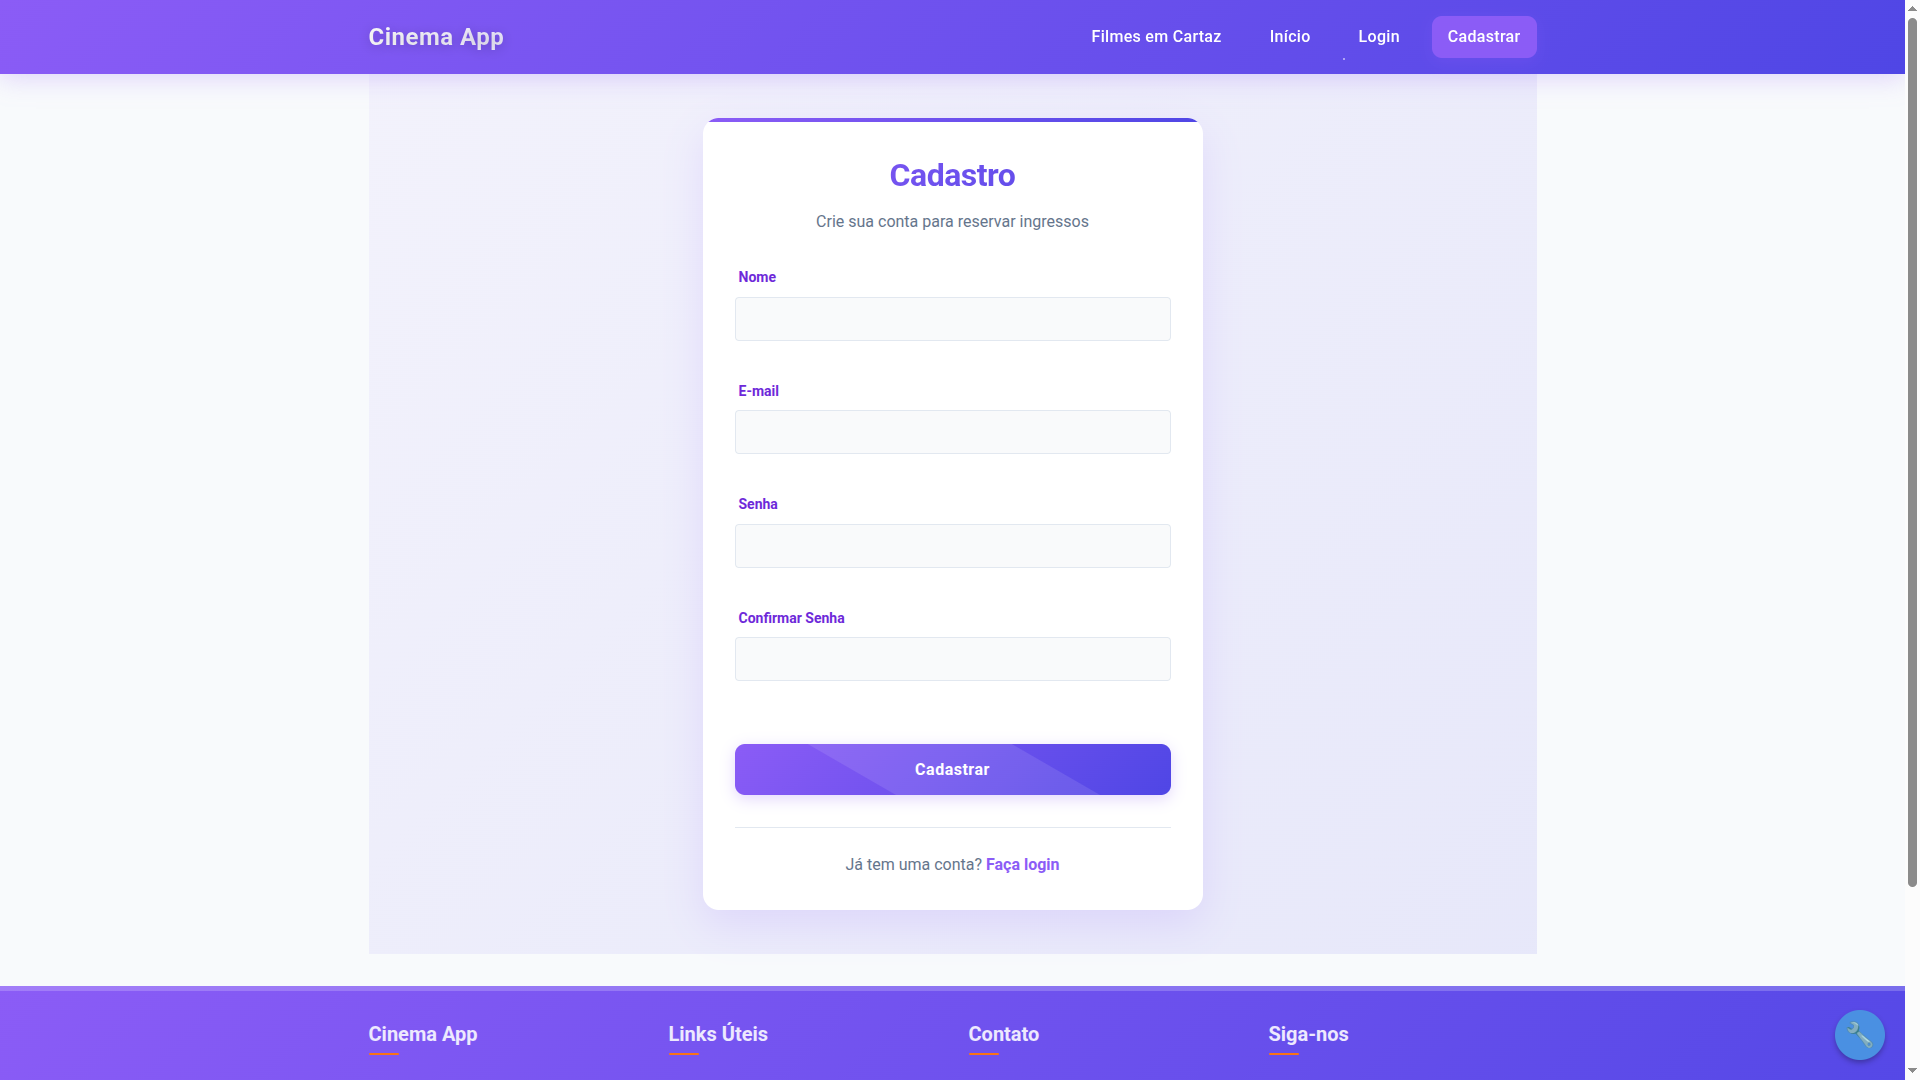 Cinema App
Filmes em Cartaz
Início
Login
Cadastrar
Cadastro
Crie sua conta para reservar ingressos
Nome
E-mail
Senha
Confirmar Senha
Cadastrar
Já tem uma conta? Faça login
Cinema App
Links Úteis
Contato
Siga-nos